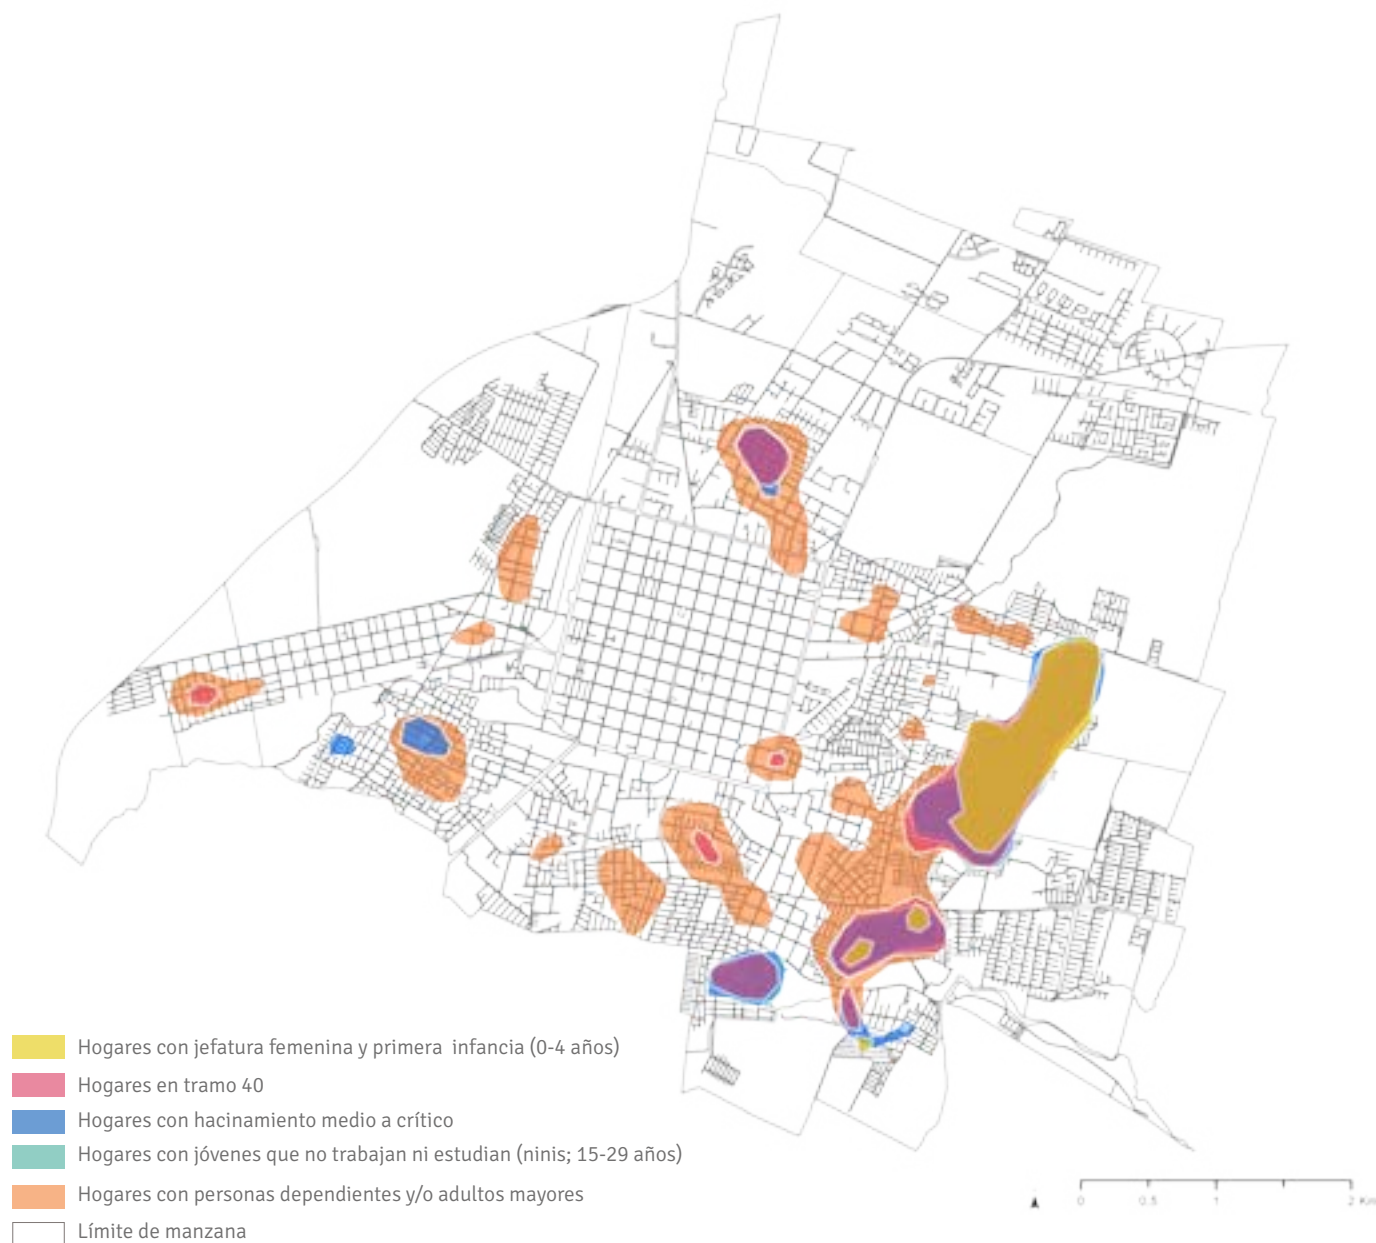 Hogares con jefatura femenina y primera infancia (0-4 años)
Hogares en tramo 40
Hogares con hacinamiento medio a crítico
Hogares con jóvenes que no trabajan ni estudian (ninis; 15-29 años)
Hogares con personas dependientes y/o adultos mayores
Límite de manzana
0 0.5 1 2 Km